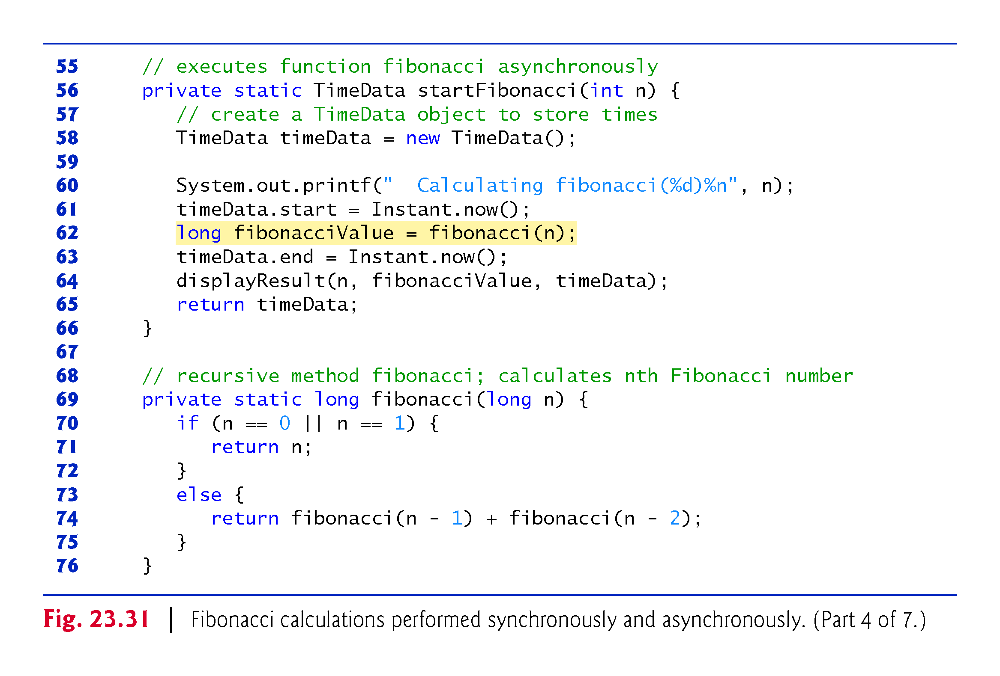 55 // executes function fibonacci asynchronously
56 private static TimeData startFibonacci(int n) {
57 // create a TimeData object to store times
58 TimeData timeData = new TimeData();
59
60 System.out.printf("  Calculating fibonacci(%d)%n", n);
61 timeData.start = Instant.now();
62 long fibonacciValue = fibonacci(n);
63 timeData.end = Instant.now();
64 displayResult(n, fibonacciValue, timeData);
65 return timeData;
66 }
67
68 // recursive method fibonacci; calculates nth Fibonacci number
69 private static long fibonacci(long n) {
70 if (n == 0 || n == 1) {
71 return n;
72 }
73 else {
74 return fibonacci(n - 1) + fibonacci(n - 2);
75 }
76 }
Fig. 23.31 | Fibonacci calculations performed synchronously and asynchronously. (Part 4 of 7.)